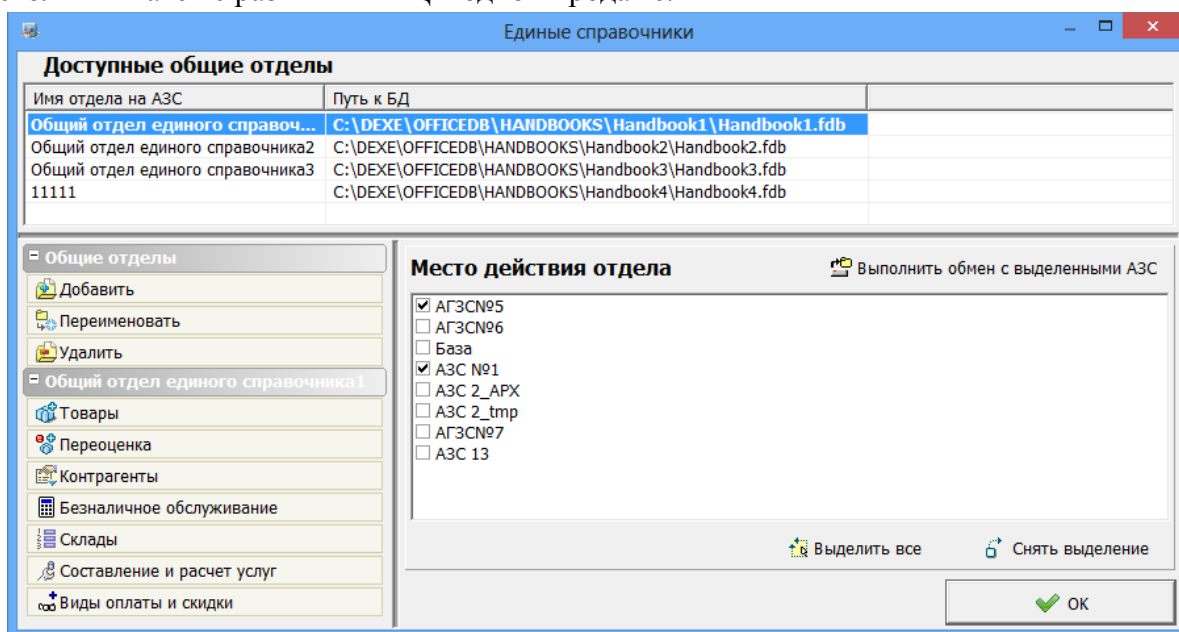 Единые справочники
Доступные общие отделы
Имя отдела на АЗС Путь к БД
Общий отдел единого справоч... C:\DEXE\OFFICEDB\HANDBOOKS\Handbook1\Handbook1.fdb
Общий отдел единого справочника2 C:\DEXE\OFFICEDB\HANDBOOKS\Handbook2\Handbook2.fdb
Общий отдел единого справочника3 C:\DEXE\OFFICEDB\HANDBOOKS\Handbook3\Handbook3.fdb
11111 C:\DEXE\OFFICEDB\HANDBOOKS\Handbook4\Handbook4.fdb
Общие отделы
Добавить
Переименовать
Удалить
Общий отдел единого справочника1
Товары
Переоценка
Контрагенты
Безналичное обслуживание
Склады
Составление и расчет услуг
Виды оплаты и скидки
Место действия отдела
Выполнить обмен с выделенными АЗС
АГЗС№5
АГЗС№6
База
АЗС №1
АЗС 2_АРХ
АЗС 2_tmp
АГЗС№7
АЗС 13
Выделить все Снять выделение
ОК